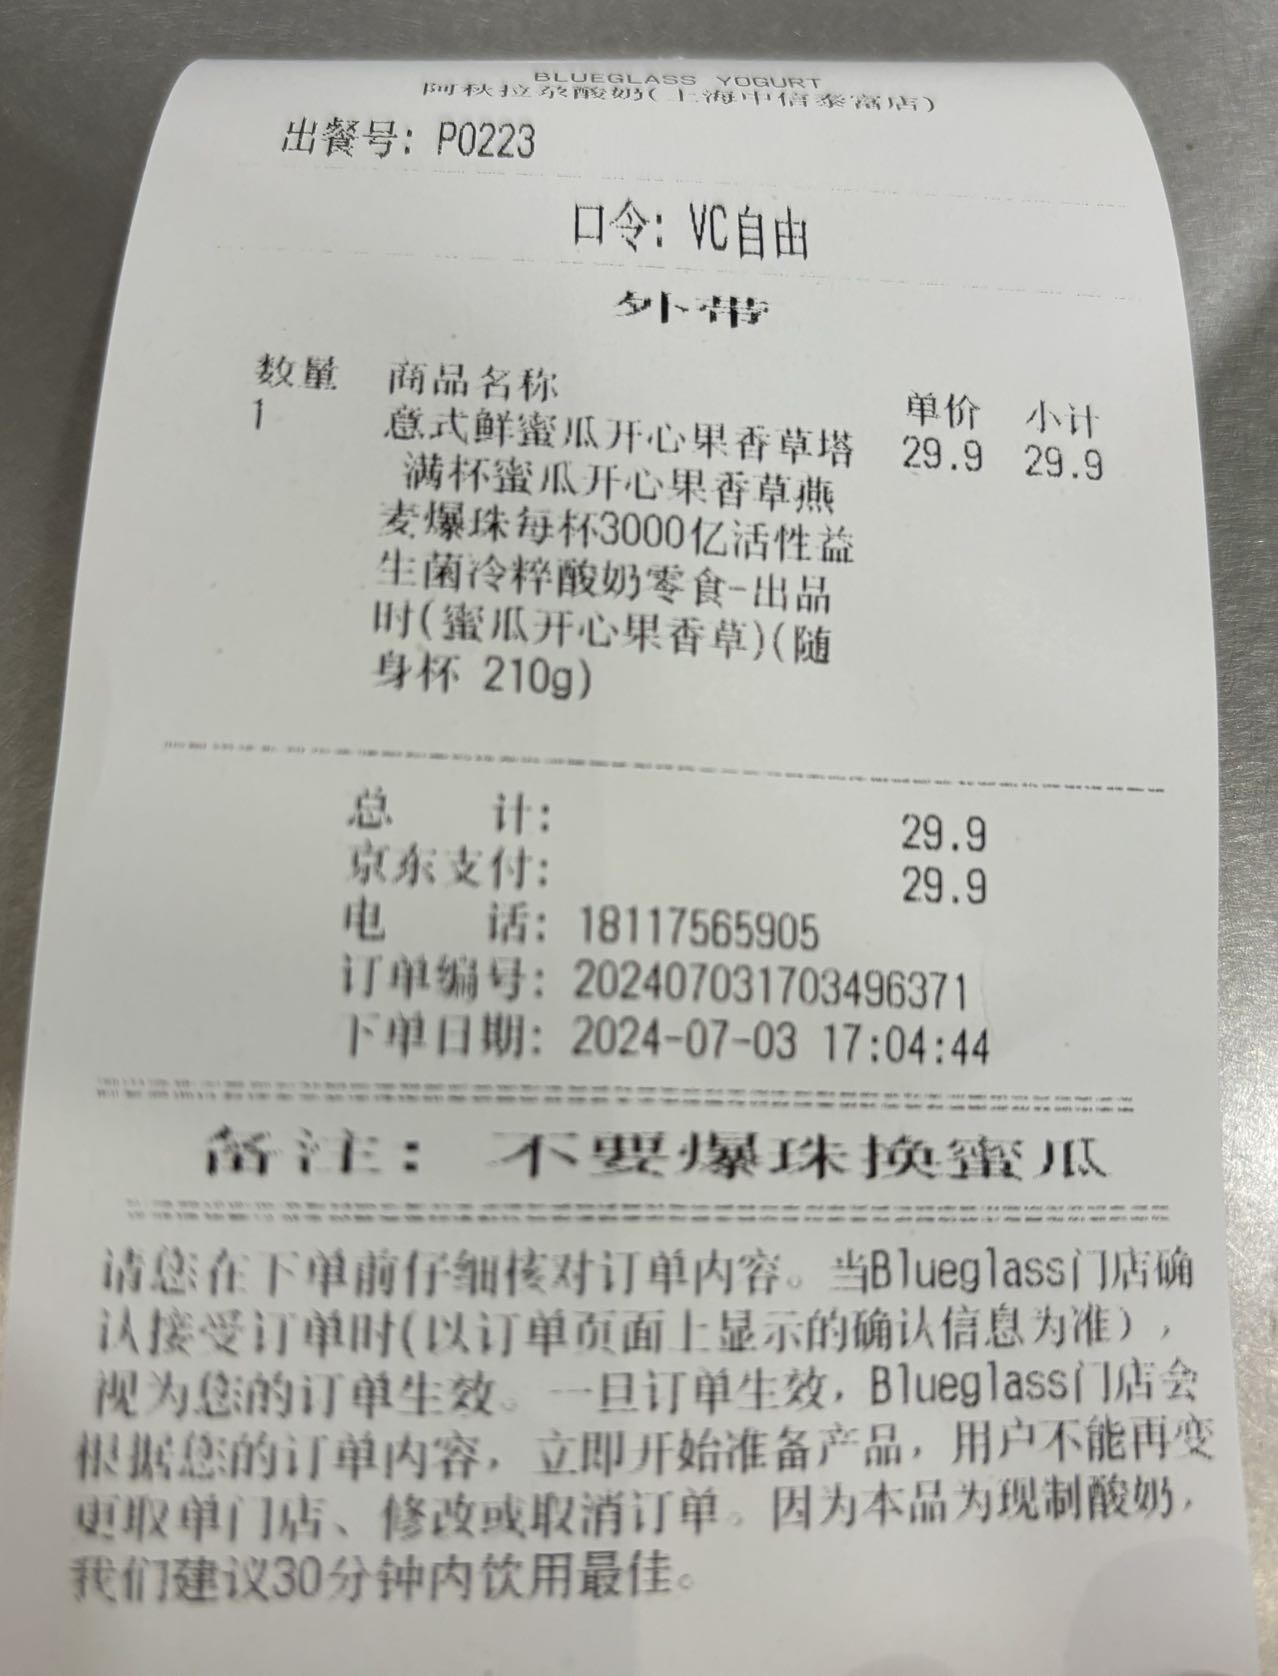 BLUEGLASS YOGURT
阿秋拉尕酸奶(上海中信泰富店)
出餐号: P0223
口令: VC自由
外带
数量 商品名称 单价 小计
1 意式鲜蜜瓜开心果香草塔 29.9 29.9
满杯蜜瓜开心果香草燕
麦爆珠每杯3000亿活性益
生菌冷粹酸奶零食-出品
时(蜜瓜开心果香草)(随
身杯 210g)
总 计: 29.9
京东支付: 29.9
电 话: 18117565905
订单编号: 202407031703496371
下单日期: 2024-07-03 17:04:44
备注: 不要爆珠换蜜瓜
请您在下单前仔细核对订单内容。当Blueglass门店确
认接受订单时(以订单页面上显示的确认信息为准),
视为您的订单生效。一旦订单生效,Blueglass门店会
根据您的订单内容,立即开始准备产品,用户不能再变
更取单门店、修改或取消订单。因为本品为现制酸奶,
我们建议30分钟内饮用最佳。